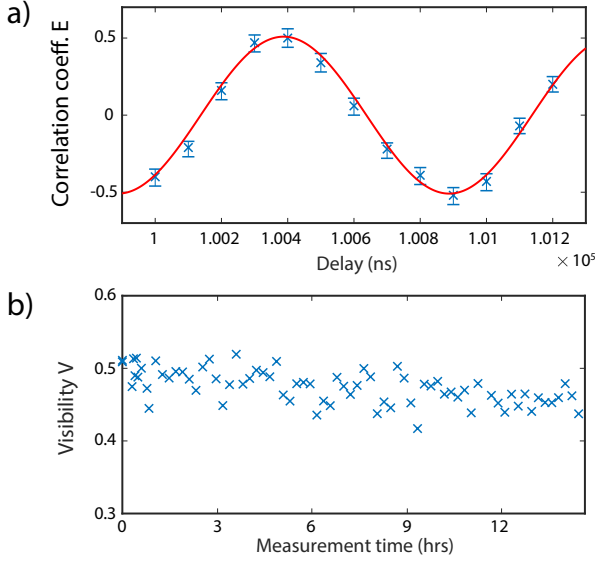 a)
Correlation coeff. E
0.5
0
-0.5
1 1.002 1.004 1.006 1.008 1.01 1.012
Delay (ns)
× 10⁵
b)
Visibility V
0.6
0.5
0.4
0.3
0 3 6 9 12
Measurement time (hrs)